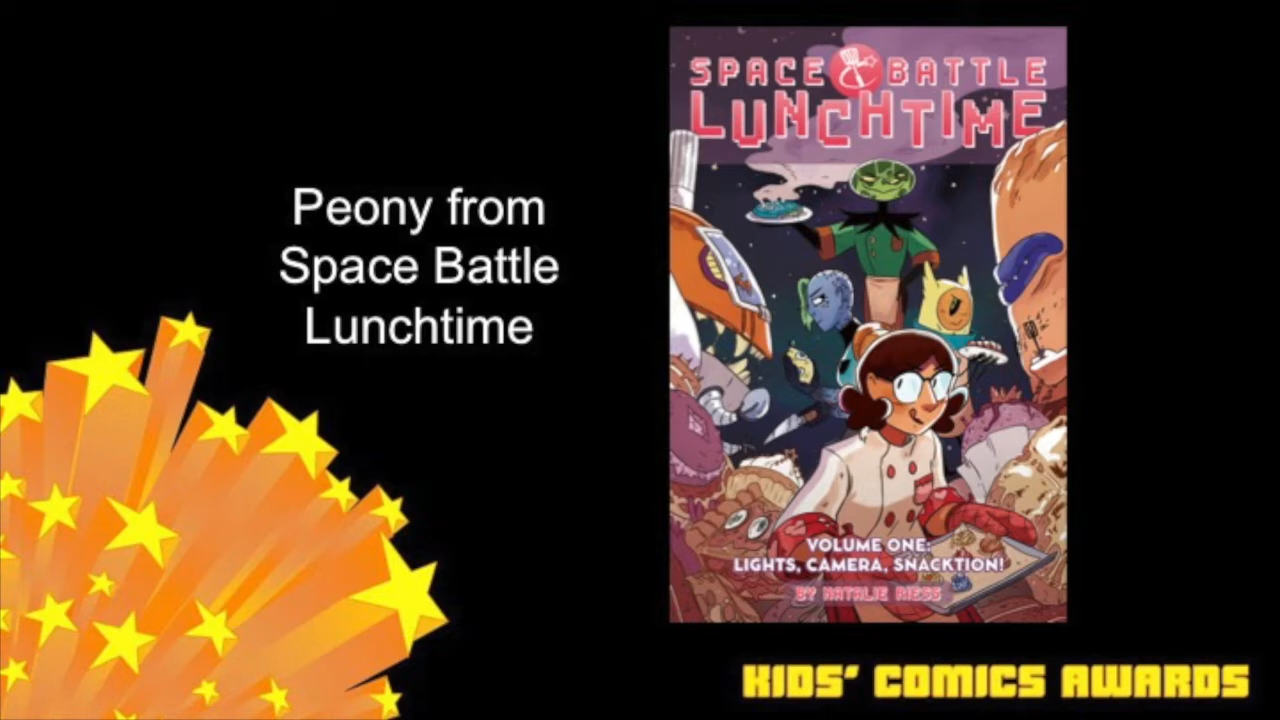 Peony from
Space Battle
Lunchtime
SPACE BATTLE
LUNCHTIME
VOLUME ONE:
LIGHTS, CAMERA, SNACKTION!
BY NATALIE RIESS
KIDS' COMICS AWARDS